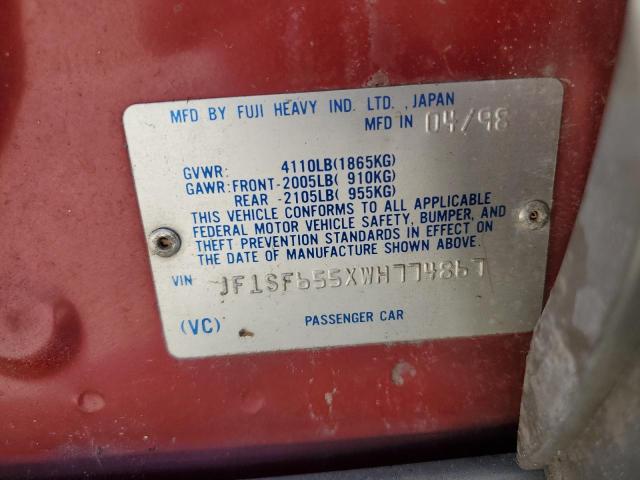 MFD BY FUJI HEAVY IND. LTD. ,JAPAN
MFD IN 04/98
GVWR: 4110LB(1865KG)
GAWR:FRONT-2005LB( 910KG)
REAR -2105LB( 955KG)
THIS VEHICLE CONFORMS TO ALL APPLICABLE
FEDERAL MOTOR VEHICLE SAFETY, BUMPER, AND
THEFT PREVENTION STANDARDS IN EFFECT ON
THE DATE OF MANUFACTURE SHOWN ABOVE.
VIN JF1SF655XWH774867
(VC) PASSENGER CAR